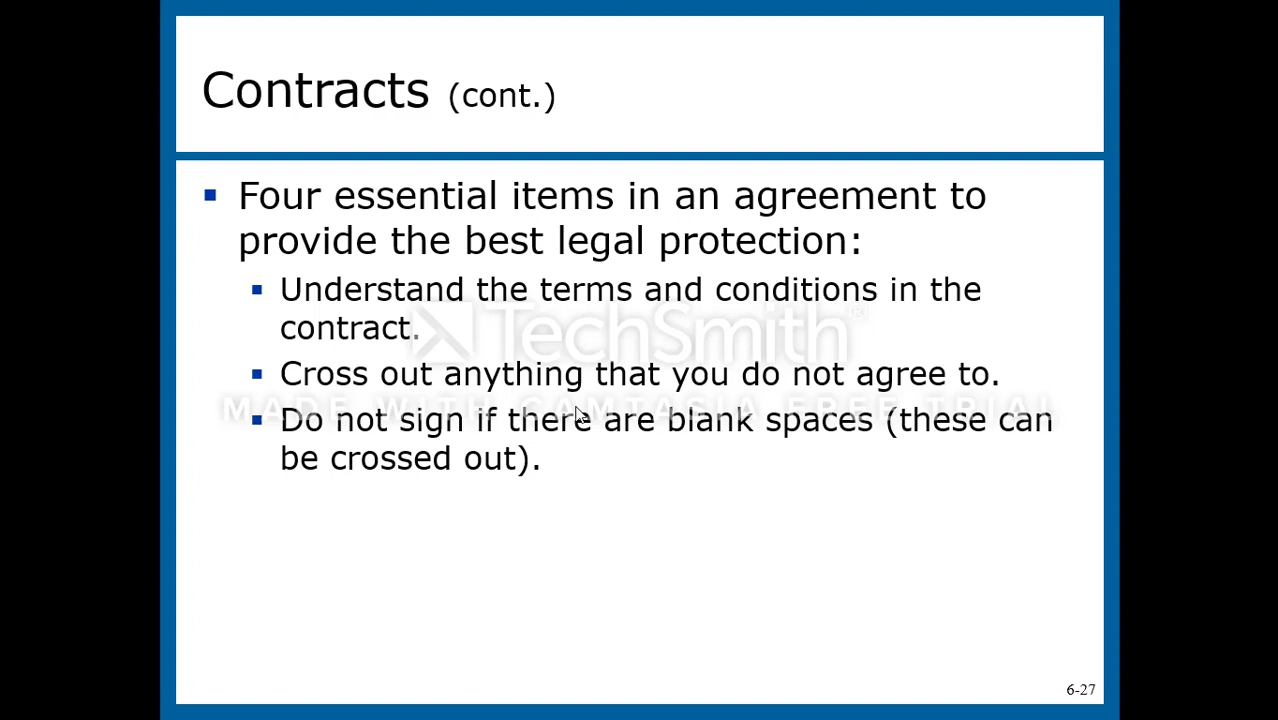 Contracts (cont.)
▪ Four essential items in an agreement to
provide the best legal protection:
▪ Understand the terms and conditions in the
contract.
TechSmith®
▪ Cross out anything that you do not agree to.
MADE WITH CAMTASIA FREE TRIAL
▪ Do not sign if there are blank spaces (these can
be crossed out).
6-27